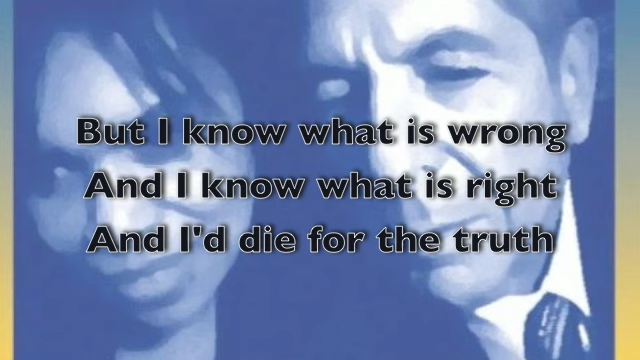 But I know what is wrong
And I know what is right
And I'd die for the truth